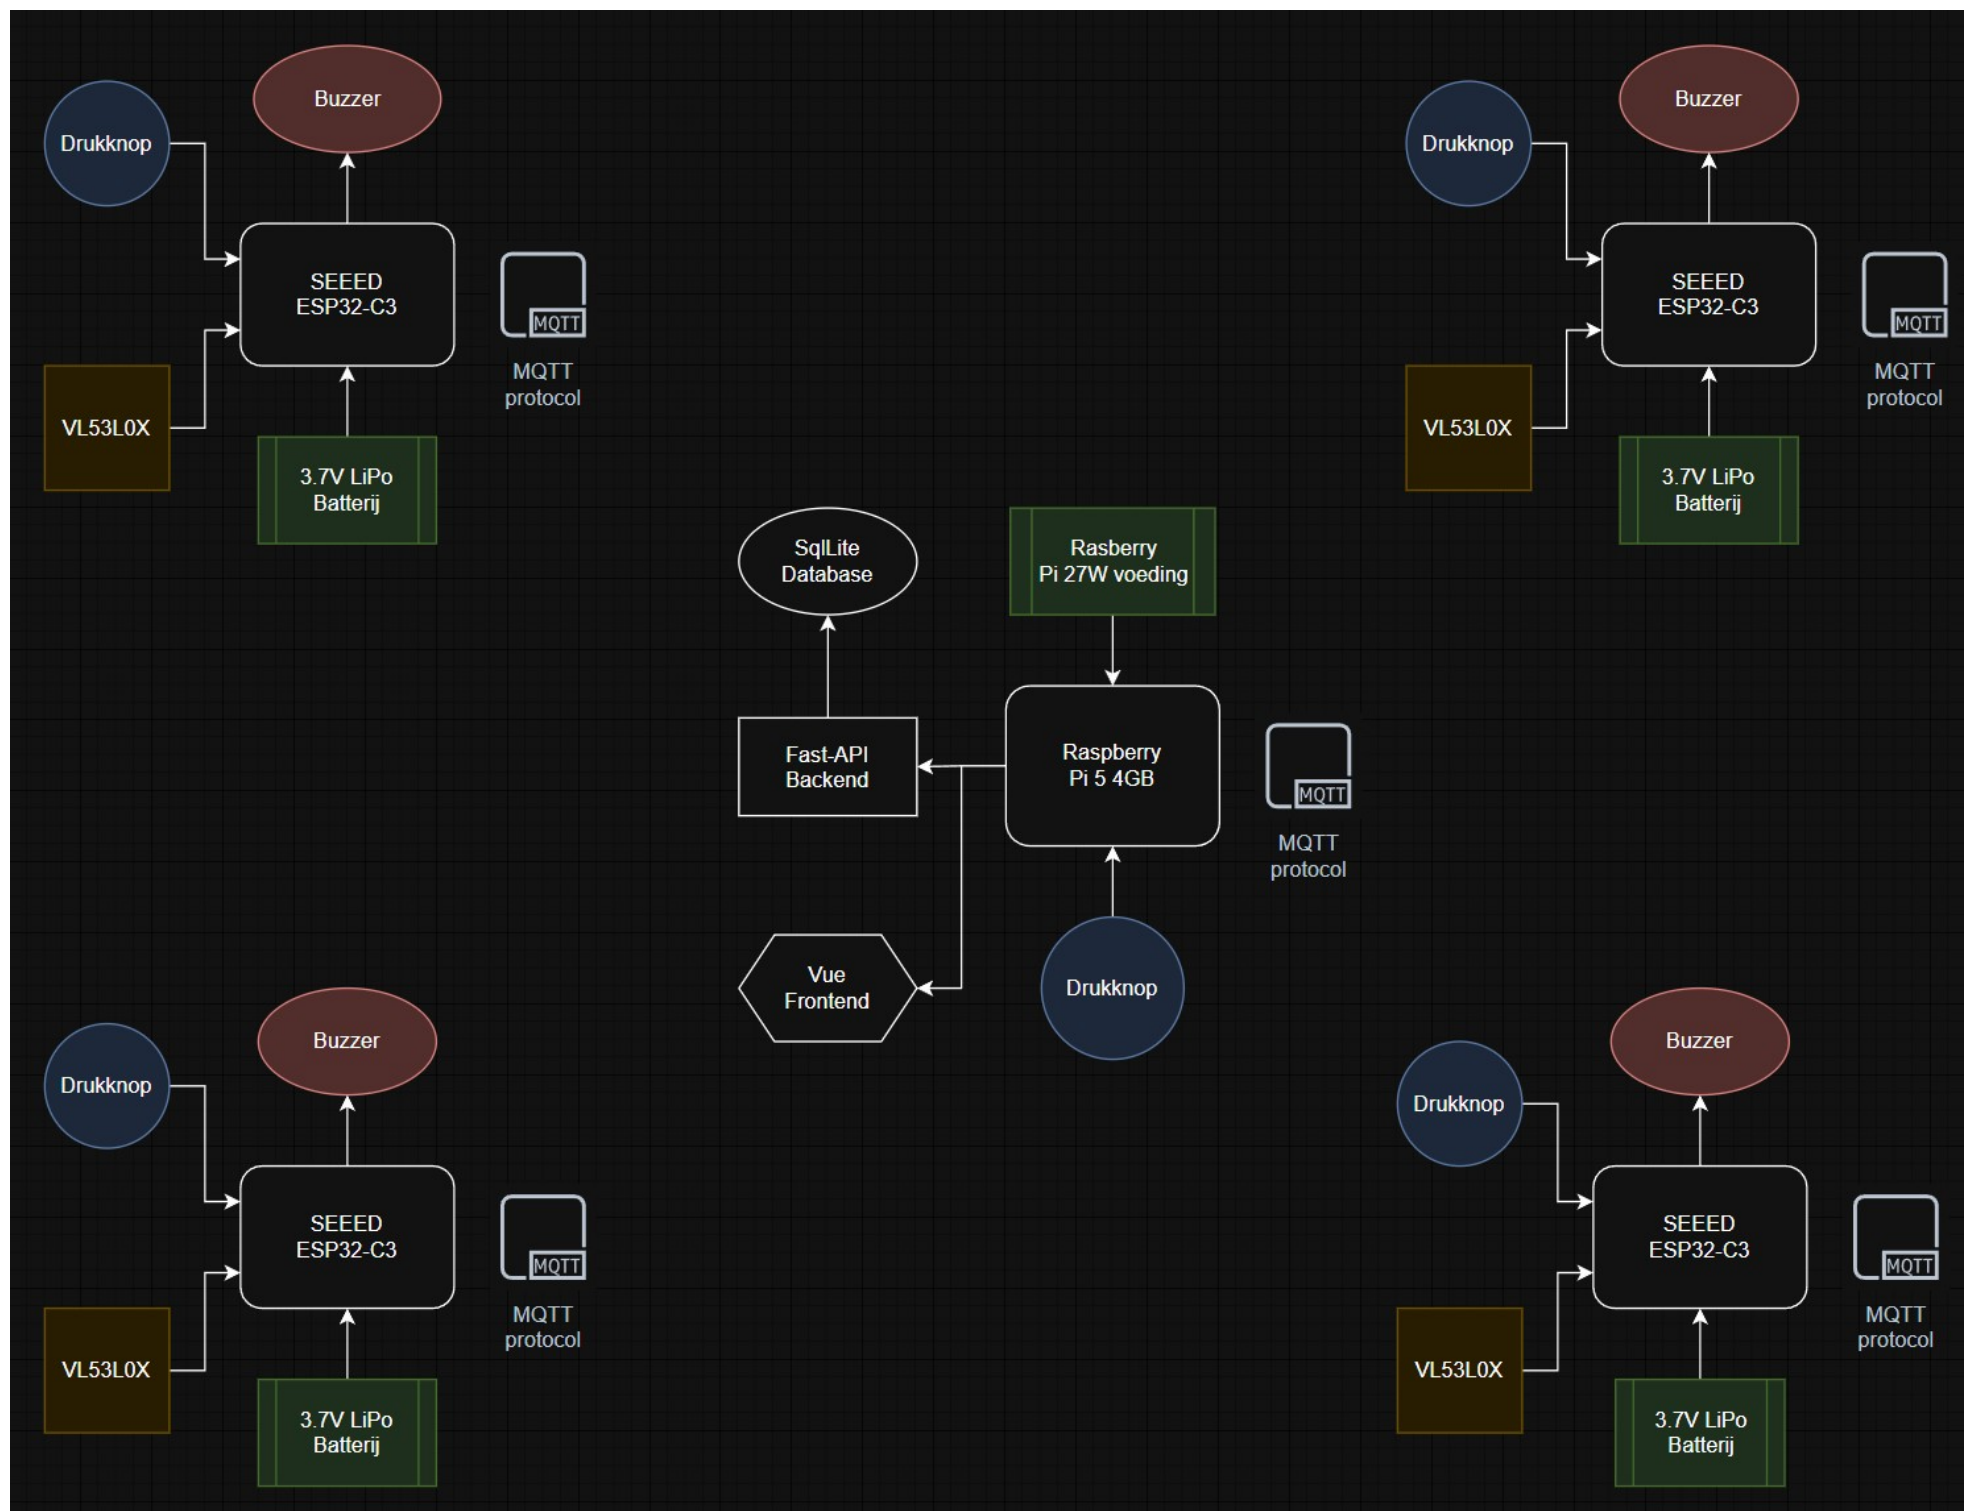 Buzzer
Drukknop
SEEED
ESP32-C3
MQTT
MQTT
protocol
VL53L0X
3.7V LiPo
Batterij
Buzzer
Drukknop
SEEED
ESP32-C3
MQTT
MQTT
protocol
VL53L0X
3.7V LiPo
Batterij
SqlLite
Database
Rasberry
Pi 27W voeding
Fast-API
Backend
Raspberry
Pi 5 4GB
MQTT
MQTT
protocol
Vue
Frontend
Drukknop
Buzzer
Drukknop
SEEED
ESP32-C3
MQTT
MQTT
protocol
VL53L0X
3.7V LiPo
Batterij
Buzzer
Drukknop
SEEED
ESP32-C3
MQTT
MQTT
protocol
VL53L0X
3.7V LiPo
Batterij